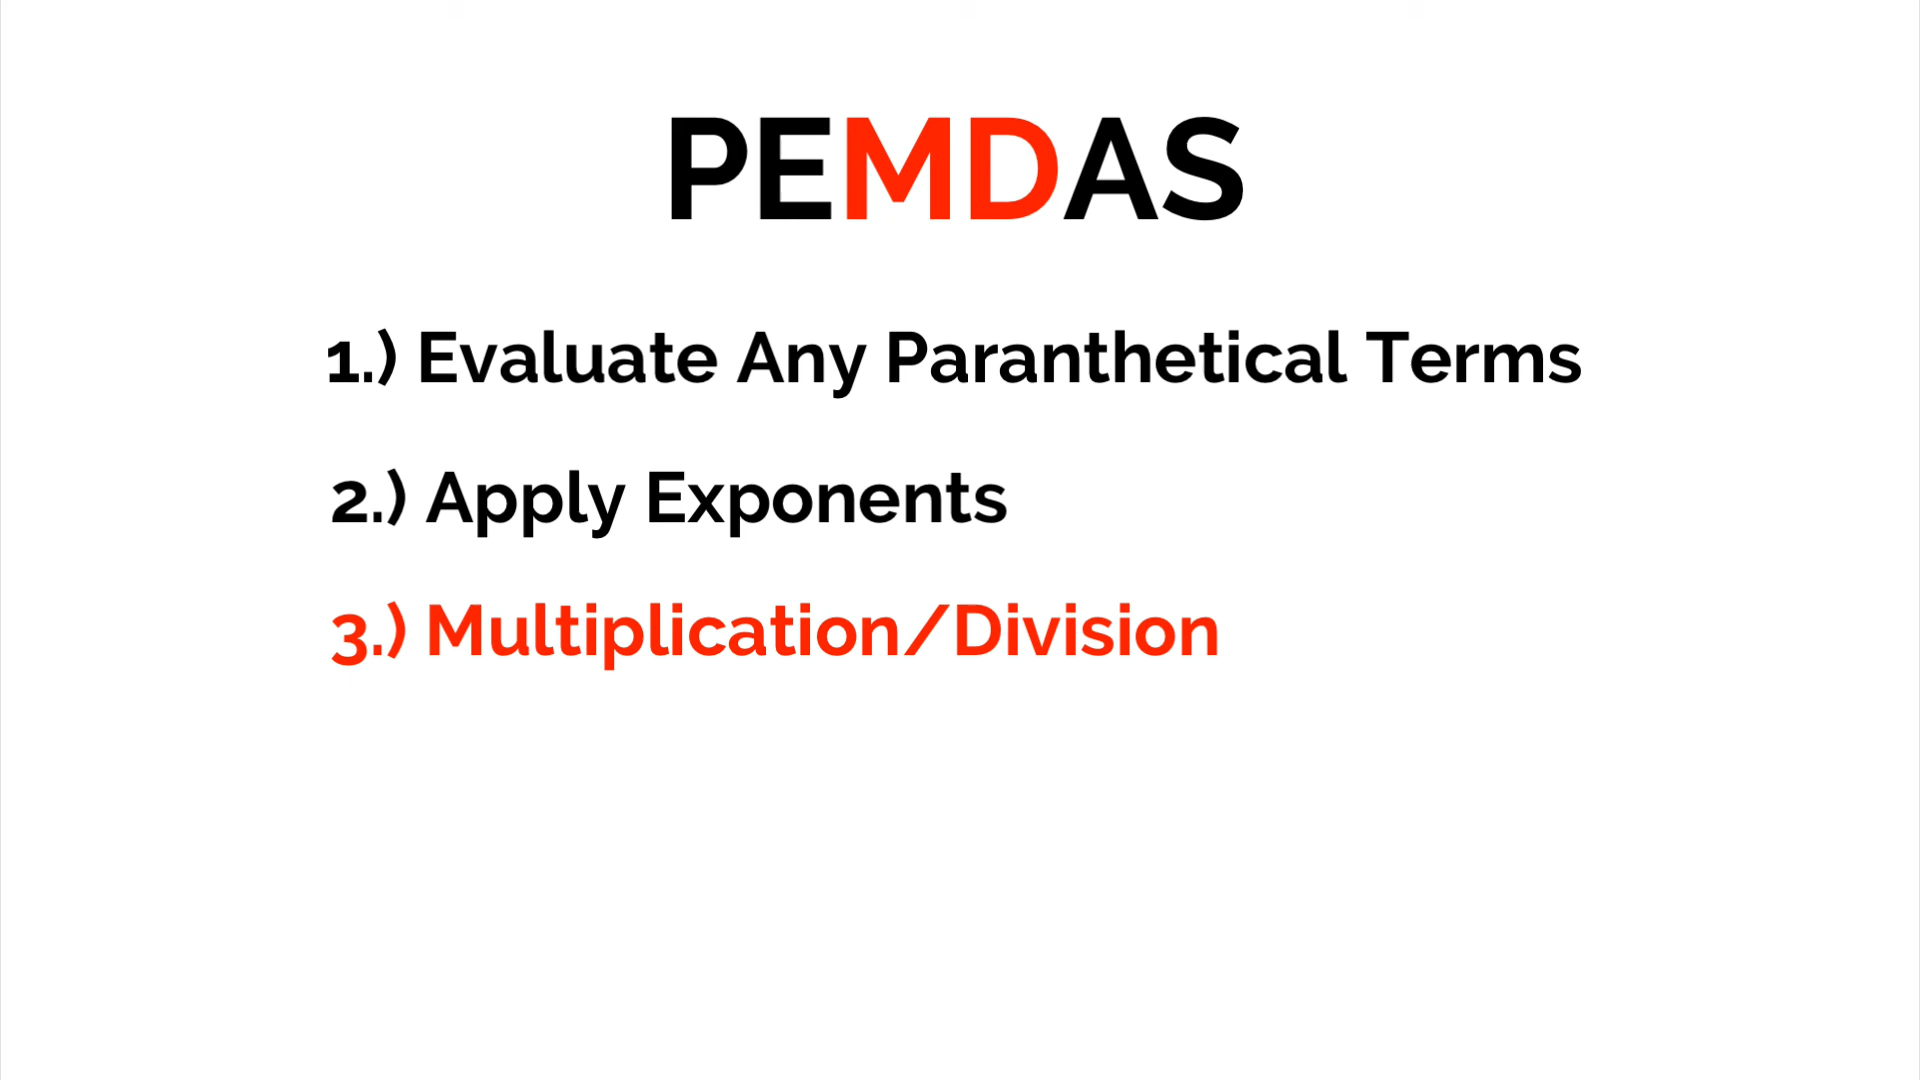 PEMDAS
1.) Evaluate Any Paranthetical Terms
2.) Apply Exponents
3.) Multiplication/Division